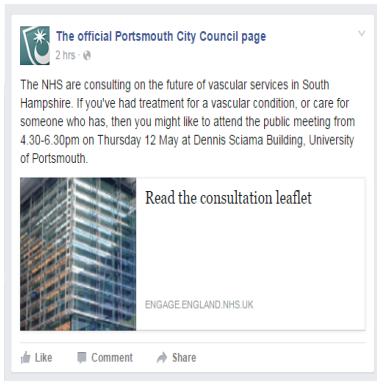 The official Portsmouth City Council page
2 hrs ·
The NHS are consulting on the future of vascular services in South
Hampshire. If you've had treatment for a vascular condition, or care for
someone who has, then you might like to attend the public meeting from
4.30-6.30pm on Thursday 12 May at Dennis Sciama Building, University
of Portsmouth.
Read the consultation leaflet
ENGAGE.ENGLAND.NHS.UK
Like Comment Share